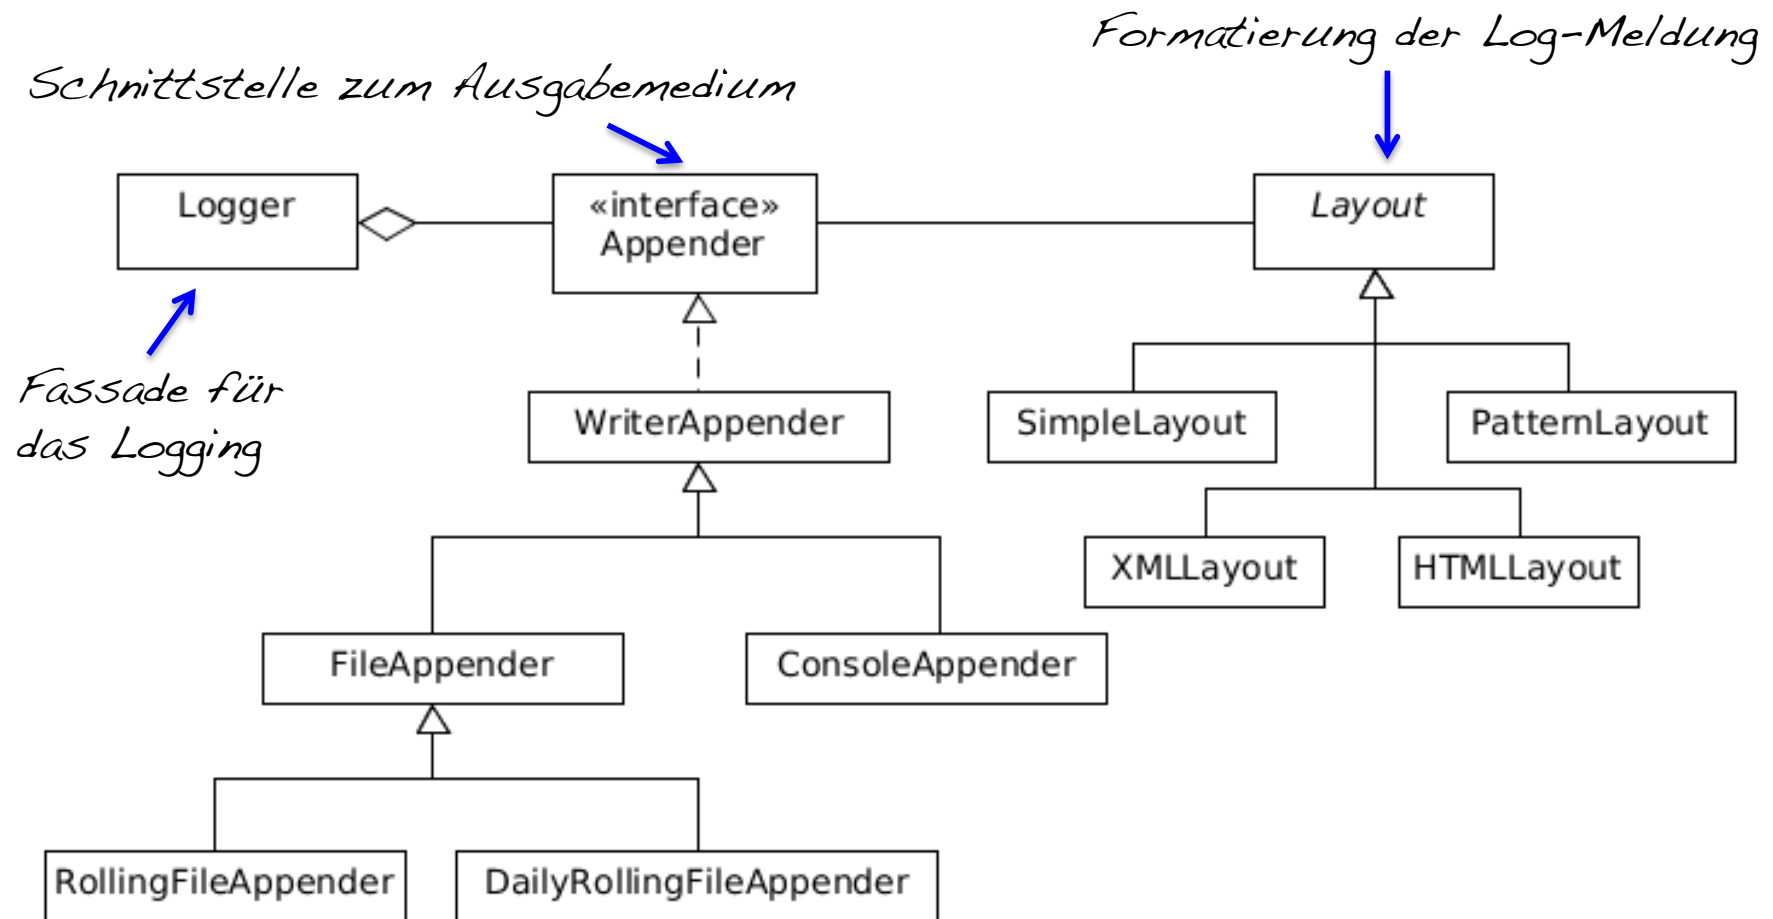 Formatierung der Log-Meldung
Schnittstelle zum Ausgabemedium
Logger
«interface»
Appender
Layout
Fassade für
das Logging
WriterAppender
SimpleLayout
PatternLayout
XMLLayout
HTMLLayout
FileAppender
ConsoleAppender
RollingFileAppender
DailyRollingFileAppender